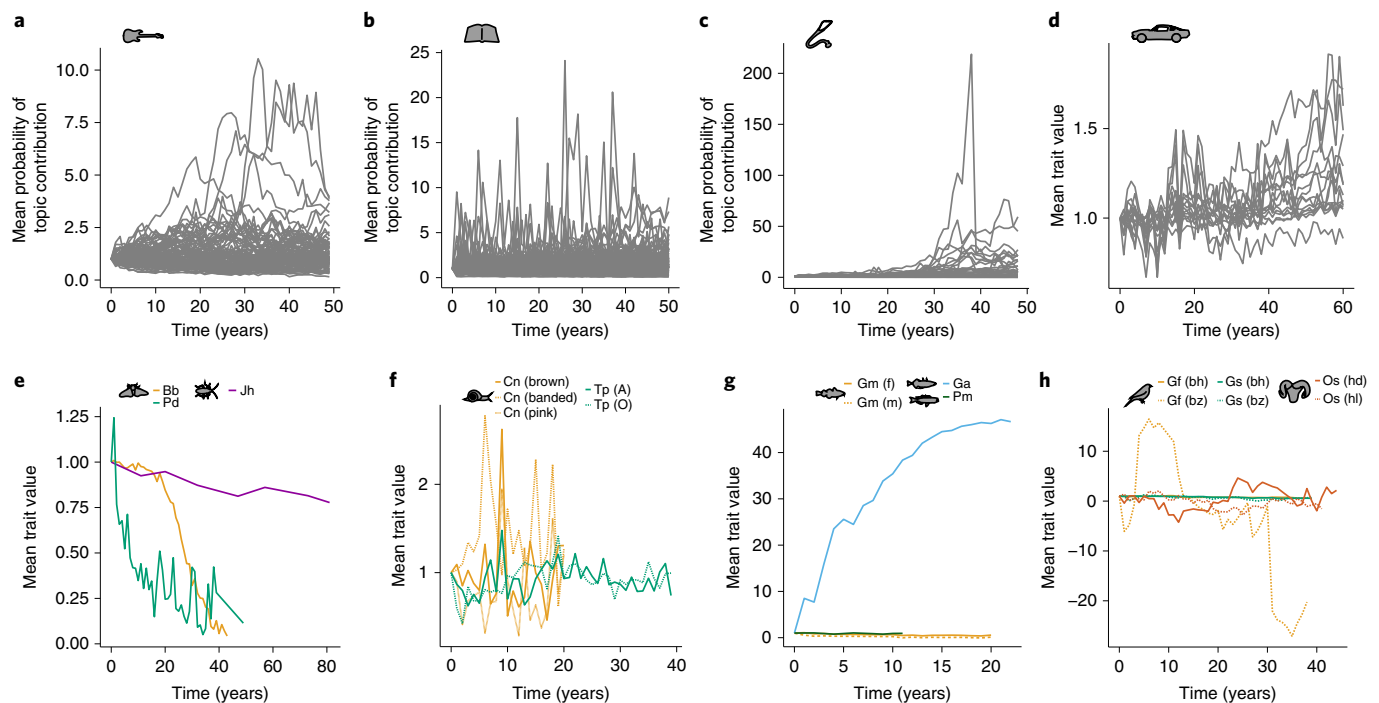 a
10.0
7.5
5.0
2.5
0.0
0 10 20 30 40 50
Time (years)
Mean probability of
topic contribution
b
25
20
15
10
5
0
0 10 20 30 40 50
Time (years)
Mean probability of
topic contribution
c
200
150
100
50
0
0 10 20 30 40 50
Time (years)
Mean probability of
topic contribution
d
1.5
1.0
0 20 40 60
Time (years)
Mean trait value
e
Bb
Pd
Jh
1.25
1.00
0.75
0.50
0.25
0.00
0 20 40 60 80
Time (years)
Mean trait value
f
Cn (brown)
Cn (banded)
Cn (pink)
Tp (A)
Tp (O)
2
1
0 10 20 30 40
Time (years)
Mean trait value
g
Gm (f)
Gm (m)
Ga
Pm
40
30
20
10
0
0 5 10 15 20
Time (years)
Mean trait value
h
Gf (bh)
Gf (bz)
Gs (bh)
Gs (bz)
Os (hd)
Os (hl)
10
0
−10
−20
0 10 20 30 40
Time (years)
Mean trait value